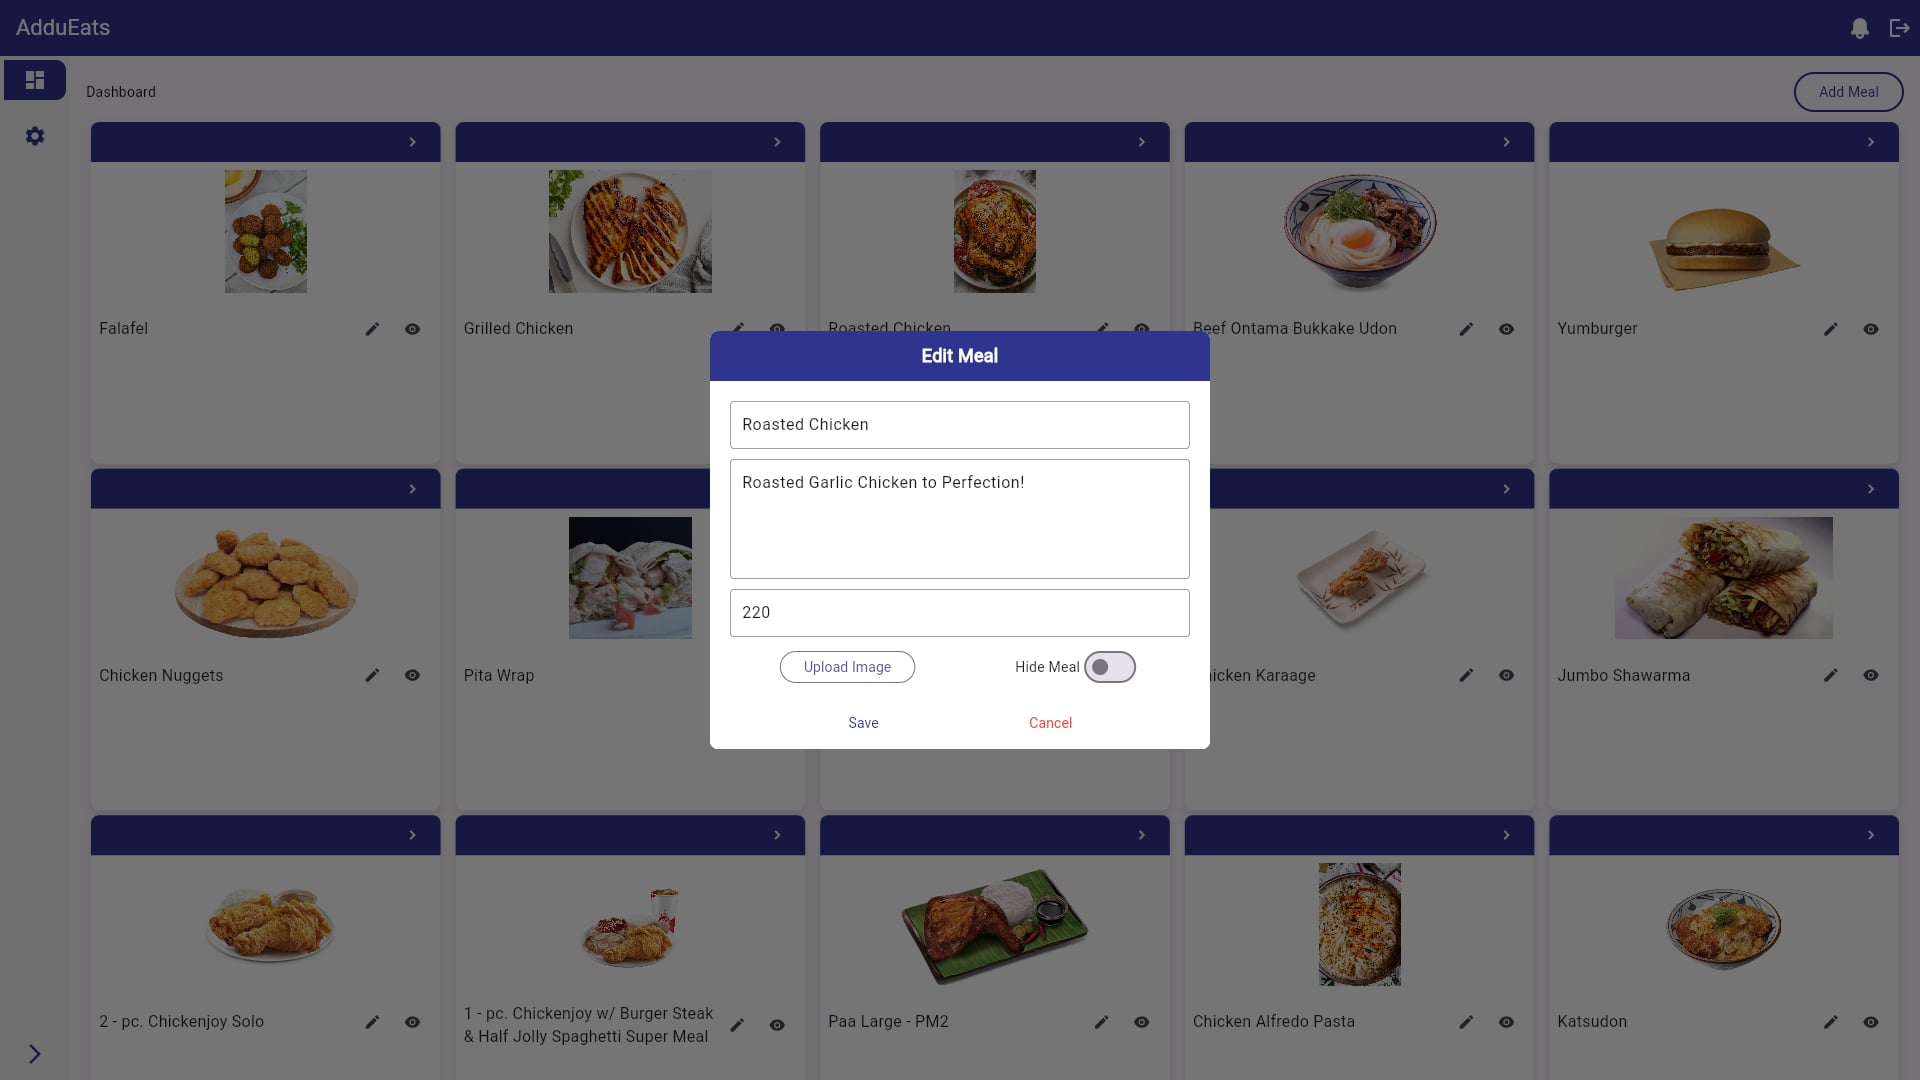 AdduEats
Dashboard
Add Meal
Falafel
Grilled Chicken
Roasted Chicken
Beef Ontama Bukkake Udon
Yumburger
Edit Meal
Roasted Chicken
Roasted Garlic Chicken to Perfection!
220
Upload Image
Hide Meal
Save
Cancel
Chicken Nuggets
Pita Wrap
hicken Karaage
Jumbo Shawarma
2 - pc. Chickenjoy Solo
1 - pc. Chickenjoy w/ Burger Steak
& Half Jolly Spaghetti Super Meal
Paa Large - PM2
Chicken Alfredo Pasta
Katsudon